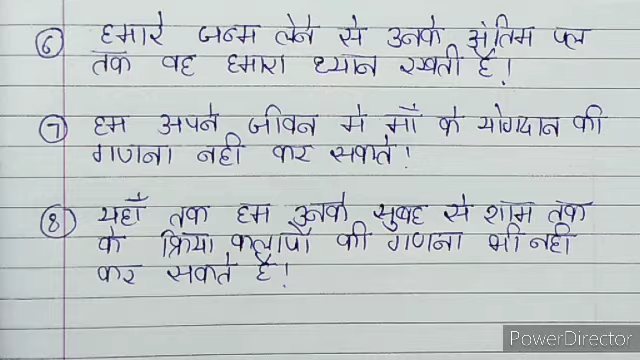 ⑥ हमारे जन्म लेने से उनके अंतिम पल
तक वह हमारा ध्यान रखती है!
⑦ हम अपने जीवन मे माँ के योगदान की
गणना नही कर सकते!
⑧ यहाँ तक हम उनके सुबह से शाम तक
के क्रिया कलापों की गणना भी नही
कर सकते है!
PowerDirector